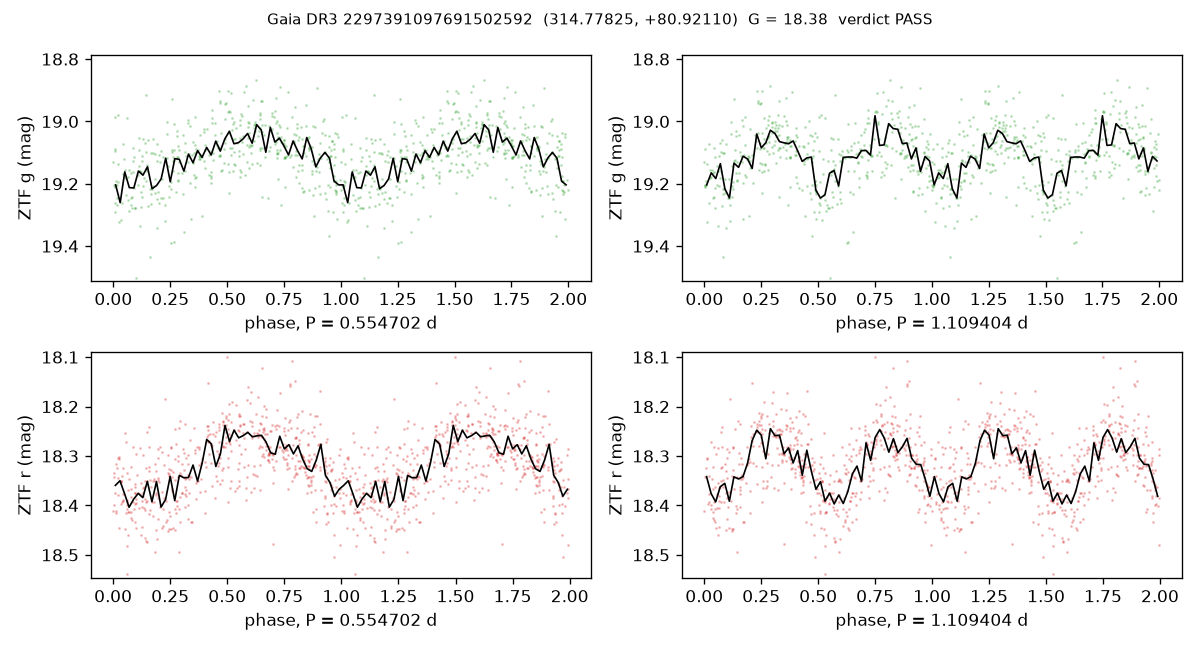 Gaia DR3 2297391097691502592  (314.77825, +80.92110)  G = 18.38  verdict PASS
ZTF g (mag)
18.8
19.0
19.2
19.4
0.00 0.25 0.50 0.75 1.00 1.25 1.50 1.75 2.00
phase, P = 0.554702 d
ZTF g (mag)
18.8
19.0
19.2
19.4
0.00 0.25 0.50 0.75 1.00 1.25 1.50 1.75 2.00
phase, P = 1.109404 d
ZTF r (mag)
18.1
18.2
18.3
18.4
18.5
0.00 0.25 0.50 0.75 1.00 1.25 1.50 1.75 2.00
phase, P = 0.554702 d
ZTF r (mag)
18.1
18.2
18.3
18.4
18.5
0.00 0.25 0.50 0.75 1.00 1.25 1.50 1.75 2.00
phase, P = 1.109404 d